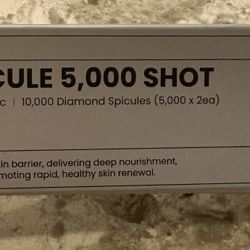 CULE 5,000 SHOT
c | 10,000 Diamond Spicules (5,000 x 2ea)
in barrier, delivering deep nourishment,
moting rapid, healthy skin renewal.